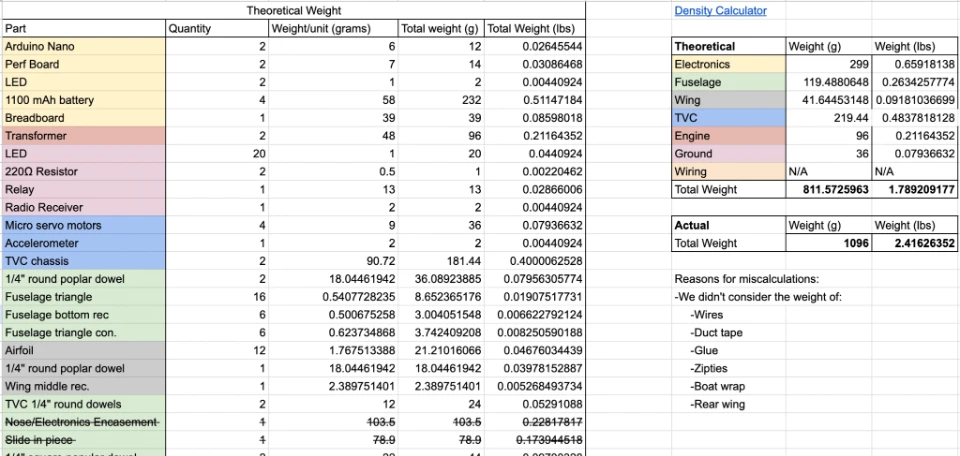 Theoretical Weight
Part Quantity Weight/unit (grams) Total weight (g) Total Weight (lbs)
Arduino Nano 2 6 12 0.02645544
Perf Board 2 7 14 0.03086468
LED 2 1 2 0.00440924
1100 mAh battery 4 58 232 0.51147184
Breadboard 1 39 39 0.08598018
Transformer 2 48 96 0.21164352
LED 20 1 20 0.0440924
220Ω Resistor 2 0.5 1 0.00220462
Relay 1 13 13 0.02866006
Radio Receiver 1 2 2 0.00440924
Micro servo motors 4 9 36 0.07936632
Accelerometer 1 2 2 0.00440924
TVC chassis 2 90.72 181.44 0.4000062528
1/4" round poplar dowel 2 18.04461942 36.08923885 0.07956305774
Fuselage triangle 16 0.5407728235 8.652365176 0.01907517731
Fuselage bottom rec 6 0.500675258 3.004051548 0.006622792124
Fuselage triangle con. 6 0.623734868 3.742409208 0.008250590188
Airfoil 12 1.767513388 21.21016066 0.04676034439
1/4" round poplar dowel 1 18.04461942 18.04461942 0.03978152887
Wing middle rec. 1 2.389751401 2.389751401 0.005268493734
TVC 1/4" round dowels 2 12 24 0.05291088
Nose/Electronics Encasement 1 103.5 103.5 0.22817817
Slide in piece 1 78.9 78.9 0.173944518
Density Calculator
Theoretical Weight (g) Weight (lbs)
Electronics 299 0.65918138
Fuselage 119.4880648 0.2634257774
Wing 41.64453148 0.09181036699
TVC 219.44 0.4837818128
Engine 96 0.21164352
Ground 36 0.07936632
Wiring N/A N/A
Total Weight 811.5725963 1.789209177
Actual Weight (g) Weight (lbs)
Total Weight 1096 2.41626352
Reasons for miscalculations:
-We didn't consider the weight of:
-Wires
-Duct tape
-Glue
-Zipties
-Boat wrap
-Rear wing